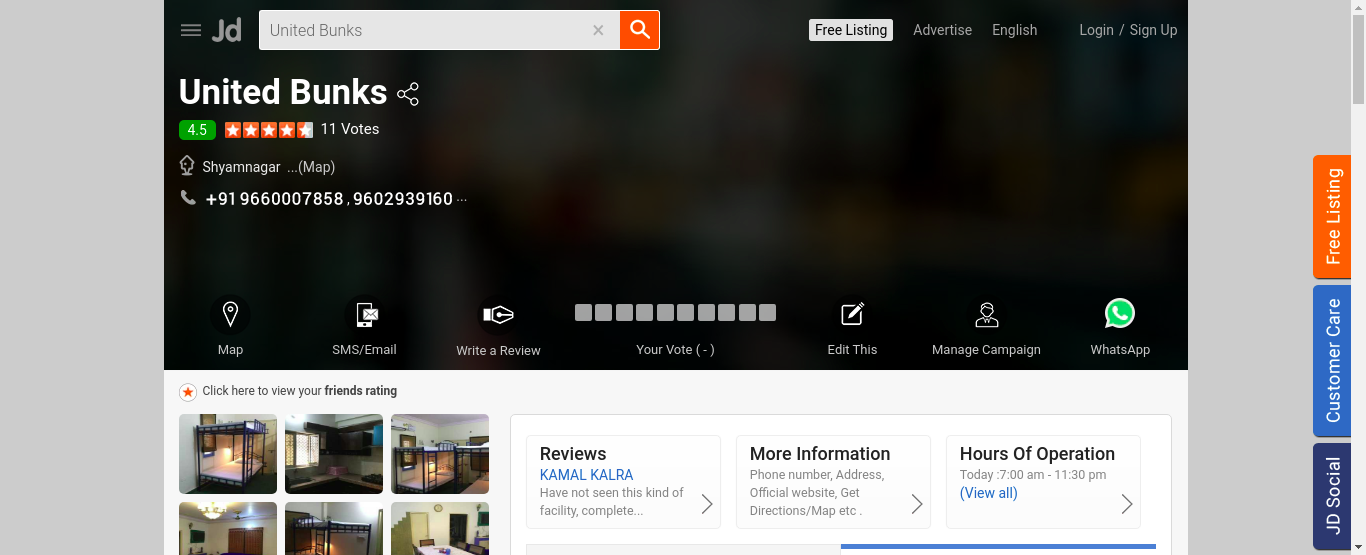 Jd
United Bunks
Free Listing
Advertise
English
Login / Sign Up
United Bunks
4.5
11 Votes
Shyamnagar ...(Map)
+91 9660007858 , 9602939160 ...
Map
SMS/Email
Write a Review
Your Vote ( - )
Edit This
Manage Campaign
WhatsApp
Click here to view your friends rating
Reviews
KAMAL KALRA
Have not seen this kind of
facility, complete...
More Information
Phone number, Address,
Official website, Get
Directions/Map etc .
Hours Of Operation
Today :7:00 am - 11:30 pm
(View all)
Free Listing
Customer Care
JD Social